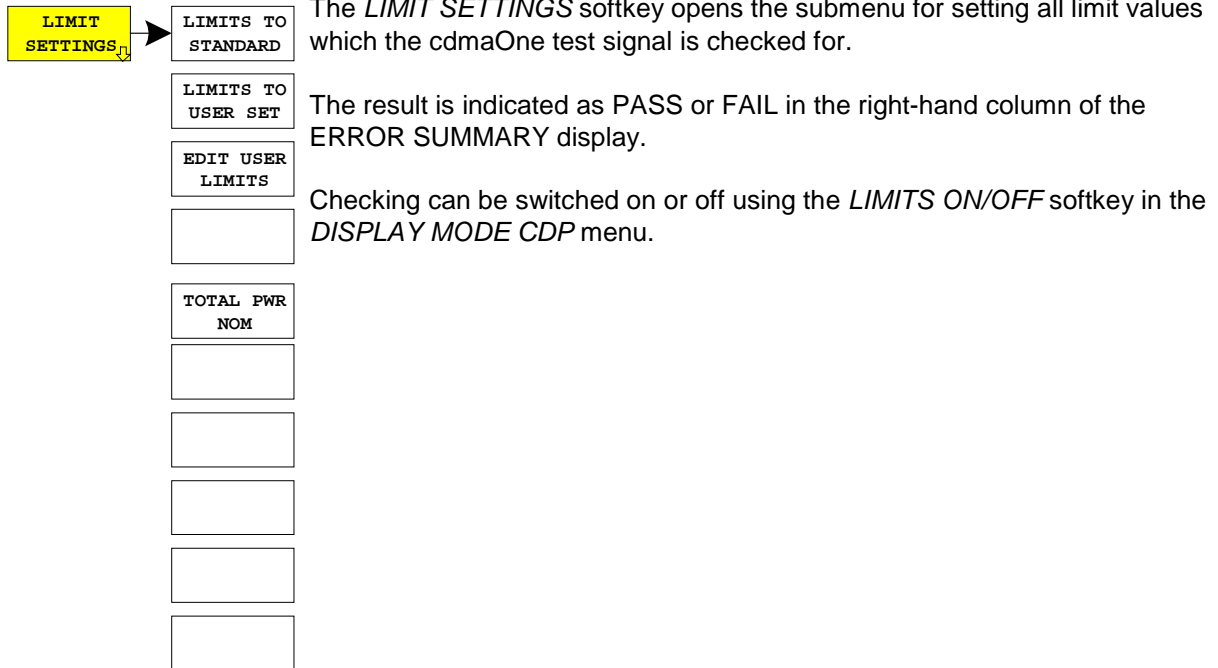 LIMIT
SETTINGS
LIMITS TO
STANDARD
LIMITS TO
USER SET
EDIT USER
LIMITS
TOTAL PWR
NOM
The LIMIT SETTINGS softkey opens the submenu for setting all limit values
which the cdmaOne test signal is checked for.
The result is indicated as PASS or FAIL in the right-hand column of the
ERROR SUMMARY display.
Checking can be switched on or off using the LIMITS ON/OFF softkey in the
DISPLAY MODE CDP menu.